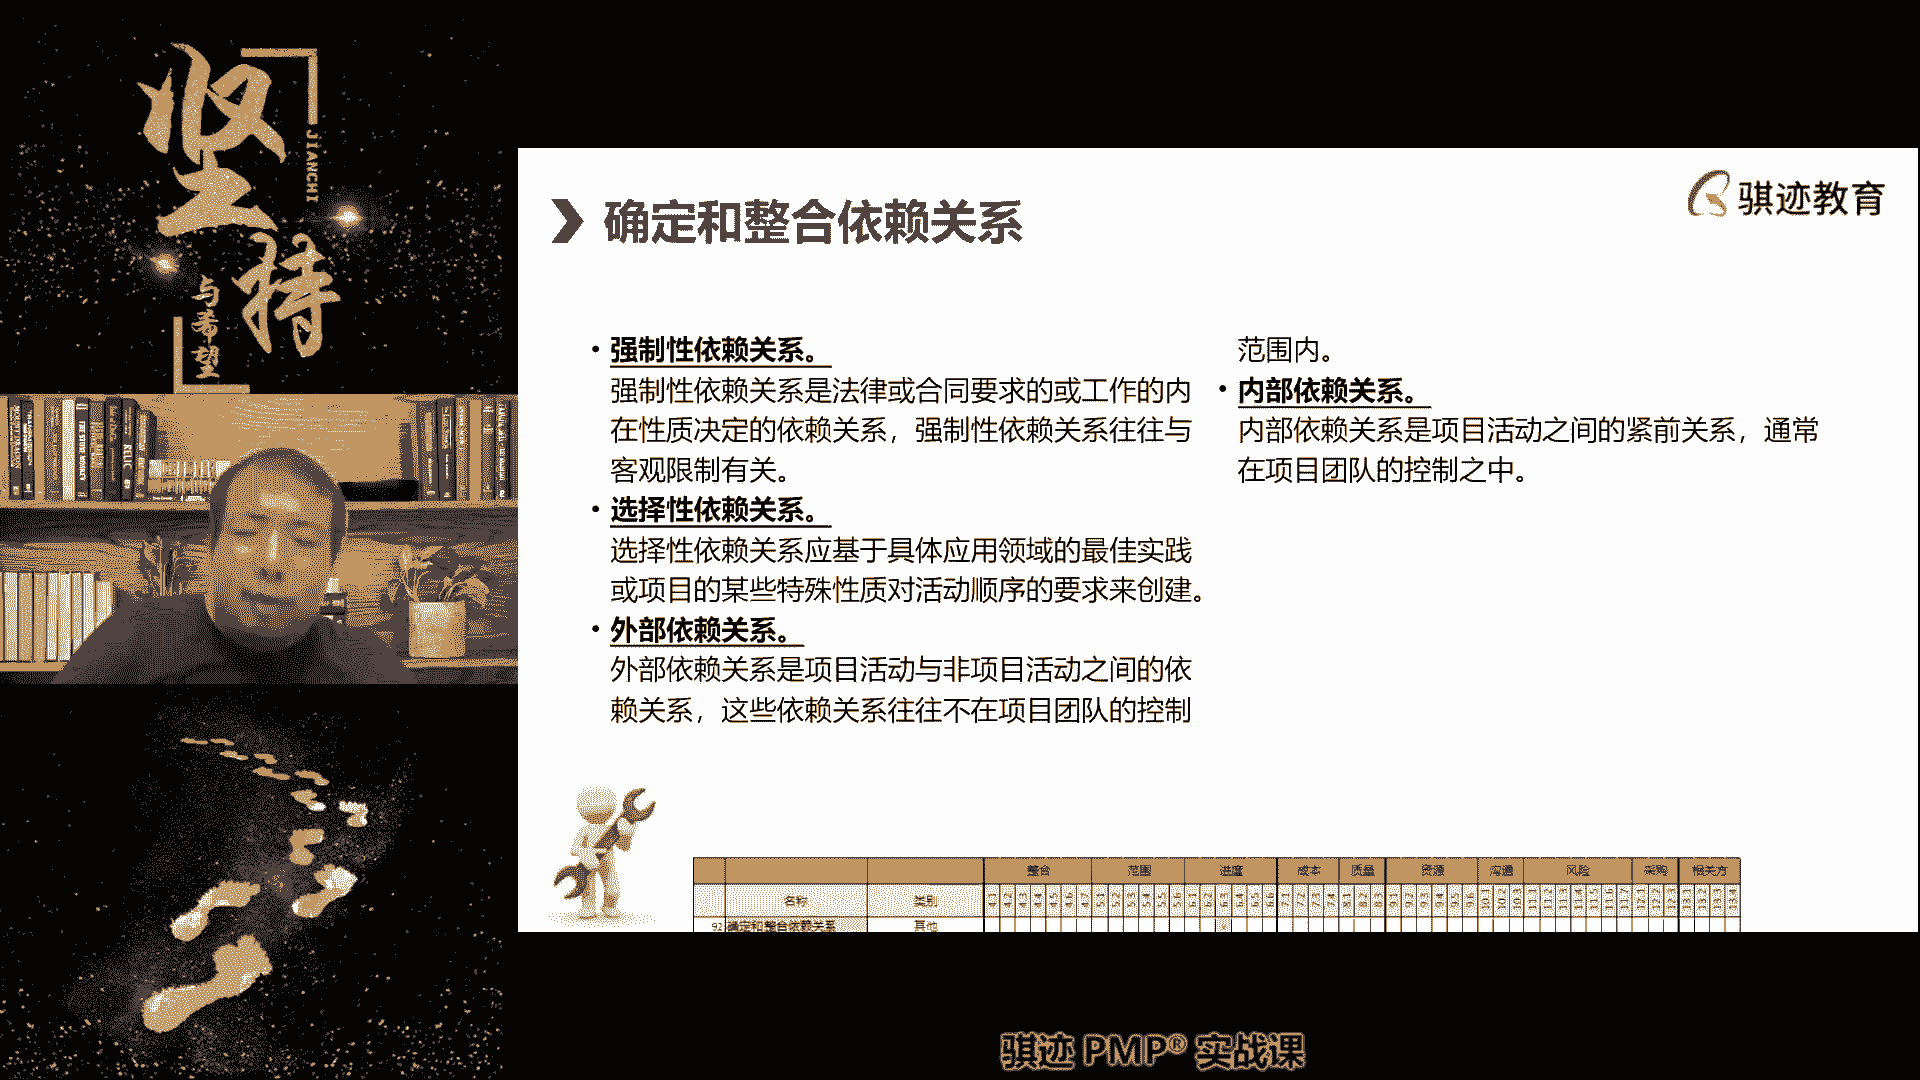 坚持
JIANCHI
与希望
骐迹教育
确定和整合依赖关系
• 强制性依赖关系。
强制性依赖关系是法律或合同要求的或工作的内
在性质决定的依赖关系，强制性依赖关系往往与
客观限制有关。
• 选择性依赖关系。
选择性依赖关系应基于具体应用领域的最佳实践
或项目的某些特殊性质对活动顺序的要求来创建。
• 外部依赖关系。
外部依赖关系是项目活动与非项目活动之间的依
赖关系，这些依赖关系往往不在项目团队的控制
范围内。
• 内部依赖关系。
内部依赖关系是项目活动之间的紧前关系，通常
在项目团队的控制之中。
整合 范围 进度 成本 质量 资源 沟通 风险 采购 相关方
名称 类别
92 确定和整合依赖关系 其他
骐迹 PMP® 实战课